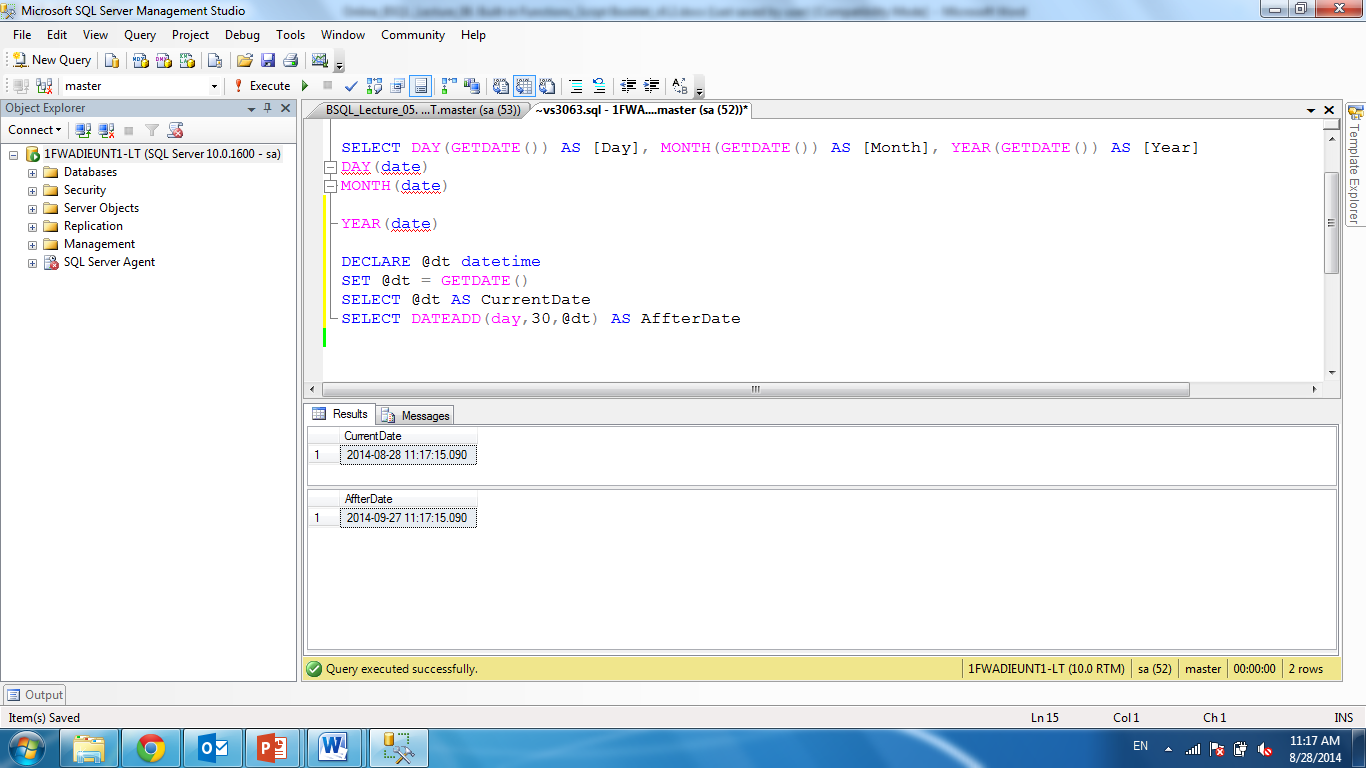 Microsoft SQL Server Management Studio
File Edit View Query Project Debug Tools Window Community Help
New Query
master Execute
Object Explorer
Connect
1FWADIEUNT1-LT (SQL Server 10.0.1600 - sa)
Databases
Security
Server Objects
Replication
Management
SQL Server Agent
BSQL_Lecture_05. ...T.master (sa (53)) ~vs3063.sql - 1FWA....master (sa (52))*
SELECT DAY(GETDATE()) AS [Day], MONTH(GETDATE()) AS [Month], YEAR(GETDATE()) AS [Year]
DAY(date)
MONTH(date)
YEAR(date)
DECLARE @dt datetime
SET @dt = GETDATE()
SELECT @dt AS CurrentDate
SELECT DATEADD(day,30,@dt) AS AffterDate
Template Explorer
Results Messages
CurrentDate
1 2014-08-28 11:17:15.090
AffterDate
1 2014-09-27 11:17:15.090
Query executed successfully. 1FWADIEUNT1-LT (10.0 RTM) sa (52) master 00:00:00 2 rows
Output
Item(s) Saved Ln 15 Col 1 Ch 1 INS
EN 11:17 AM
8/28/2014